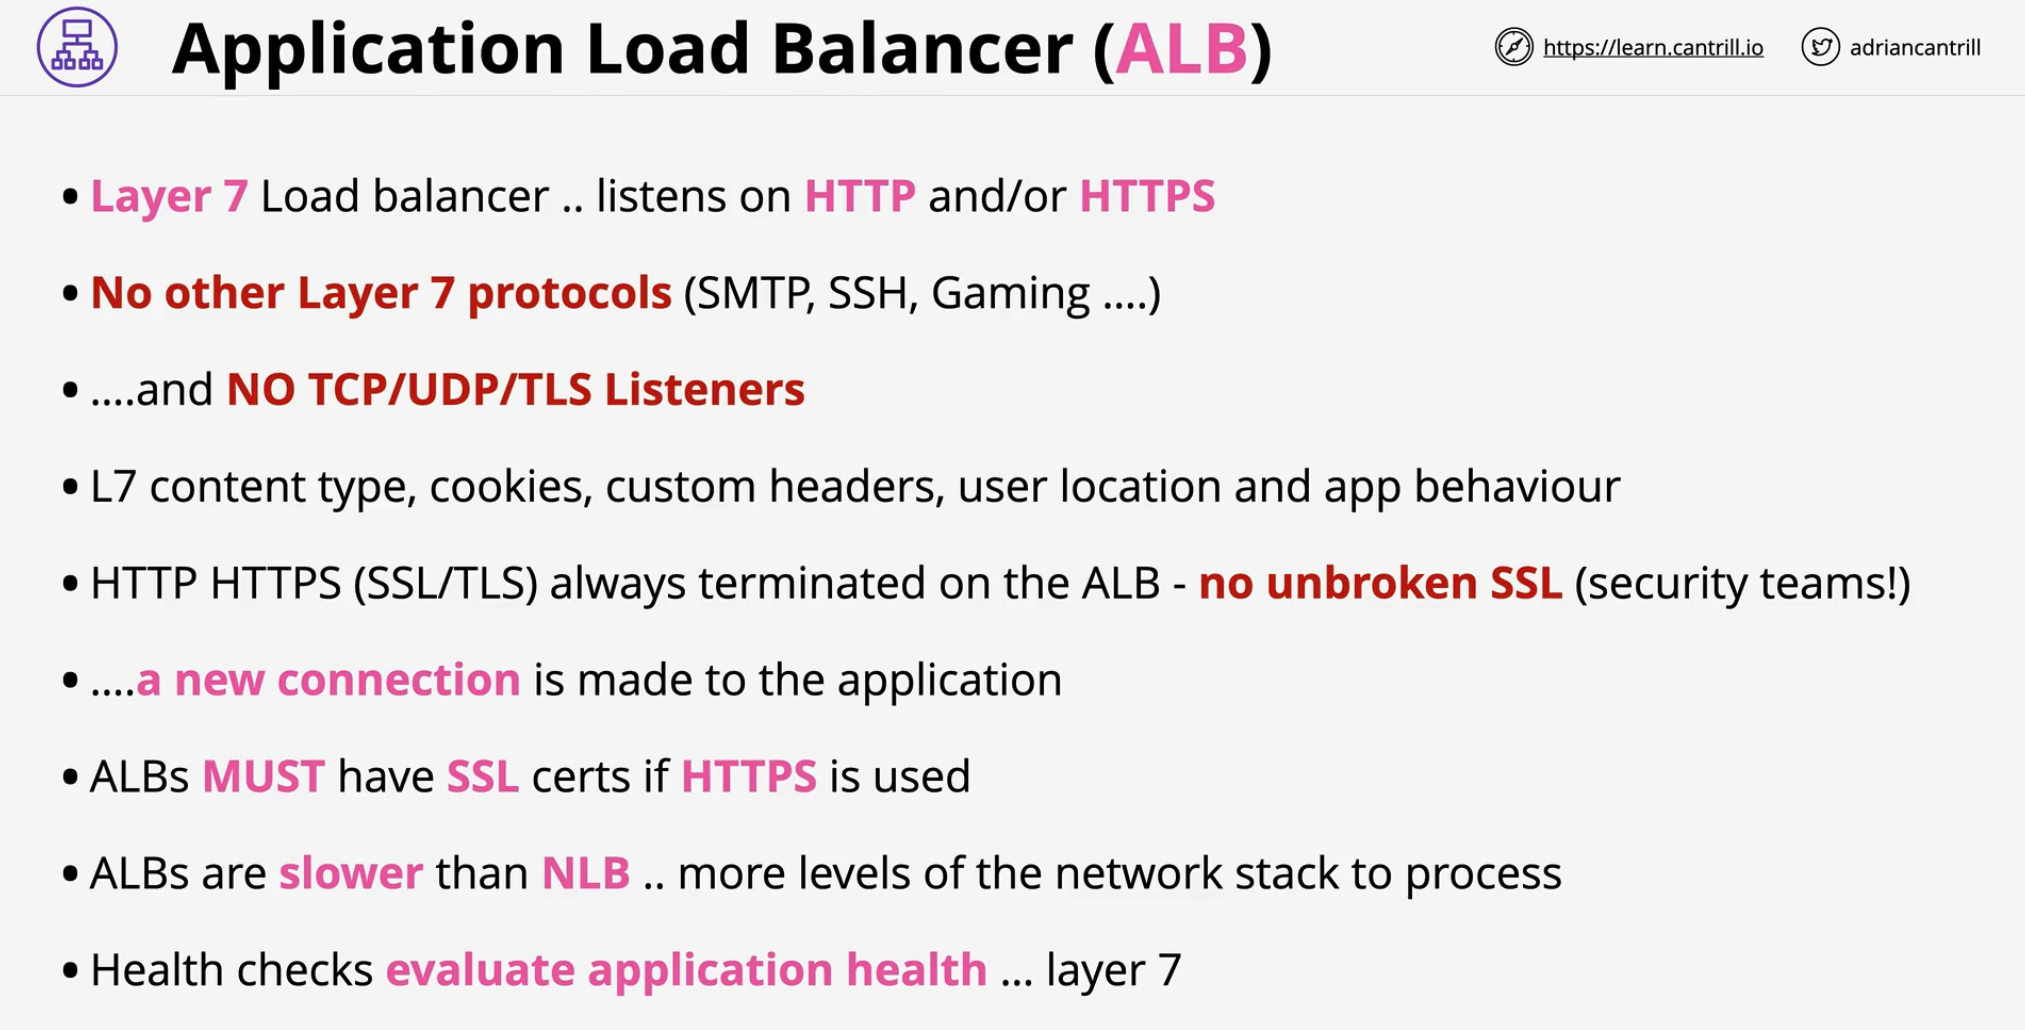 Application Load Balancer (ALB)
https://learn.cantrill.io
adriancantrill
• Layer 7 Load balancer .. listens on HTTP and/or HTTPS
• No other Layer 7 protocols (SMTP, SSH, Gaming ....)
• ....and NO TCP/UDP/TLS Listeners
• L7 content type, cookies, custom headers, user location and app behaviour
• HTTP HTTPS (SSL/TLS) always terminated on the ALB - no unbroken SSL (security teams!)
• ....a new connection is made to the application
• ALBs MUST have SSL certs if HTTPS is used
• ALBs are slower than NLB .. more levels of the network stack to process
• Health checks evaluate application health ... layer 7